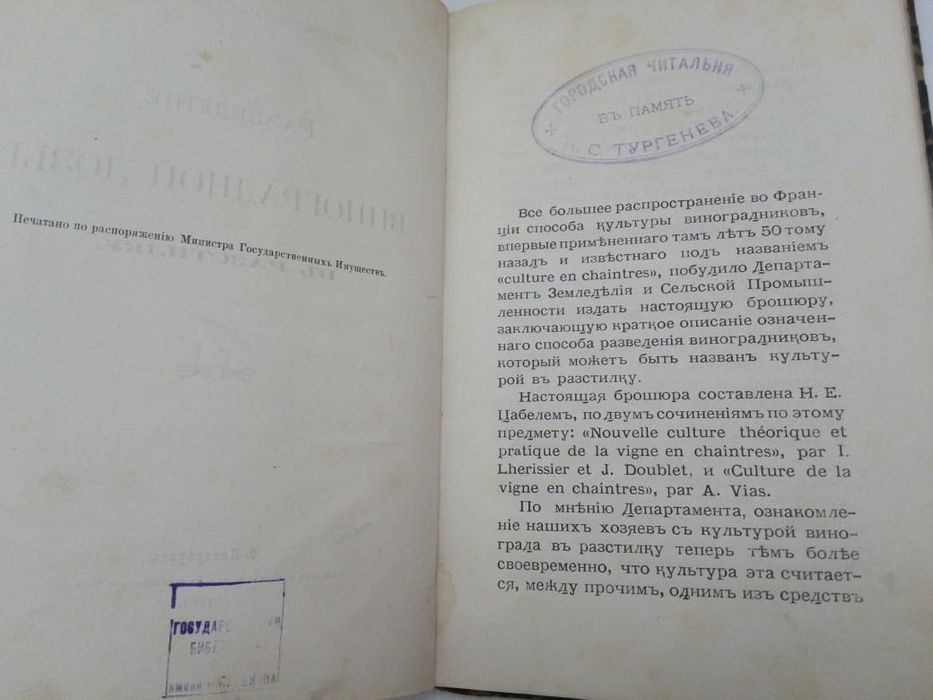 Печатано по распоряженію Министра Государственныхъ Имуществъ.
ГОСУДАР
БИБЛ
имени
ГОРОДСКАЯ ЧИТАЛЬНЯ
ВЪ ПАМЯТЬ
И. С. ТУРГЕНЕВА.
Все большее распространеніе во Фран-
ціи способа культуры виноградниковъ,
впервые примѣненнаго тамъ лѣтъ 50 тому
назадъ и извѣстнаго подъ названіемъ
«culture en chaintres», побудило Департа-
ментъ Земледѣлія и Сельской Промыш-
ленности издать настоящую брошюру,
заключающую краткое описаніе означен-
наго способа разведенія виноградниковъ,
который можетъ быть названъ культу-
рой въ разстилку.
Настоящая брошюра составлена Н. Е.
Цабелемъ, по двумъ сочиненіямъ по этому
предмету: «Nouvelle culture théorique et
pratique de la vigne en chaintres», par I.
Lherissier et J. Doublet, и «Culture de la
vigne en chaintres», par A. Vias.
По мнѣнію Департамента, ознакомле-
ніе нашихъ хозяевъ съ культурой вино-
града въ разстилку теперь тѣмъ болѣе
своевременно, что культура эта считает-
ся, между прочимъ, однимъ изъ средствъ